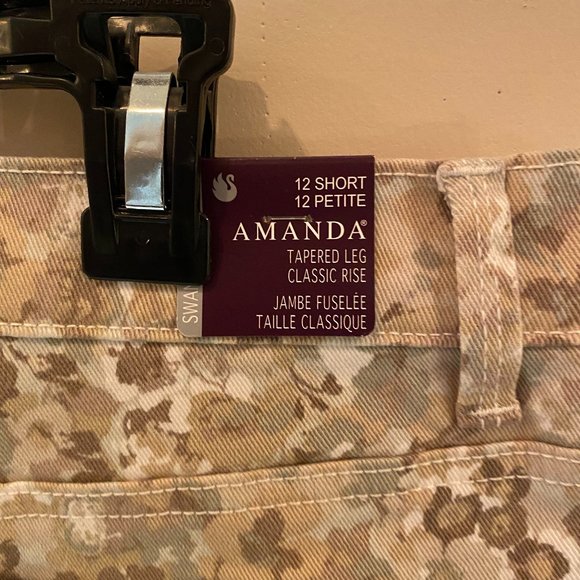 12 SHORT
12 PETITE
AMANDA®
TAPERED LEG
CLASSIC RISE
JAMBE FUSELÉE
TAILLE CLASSIQUE
SWAN